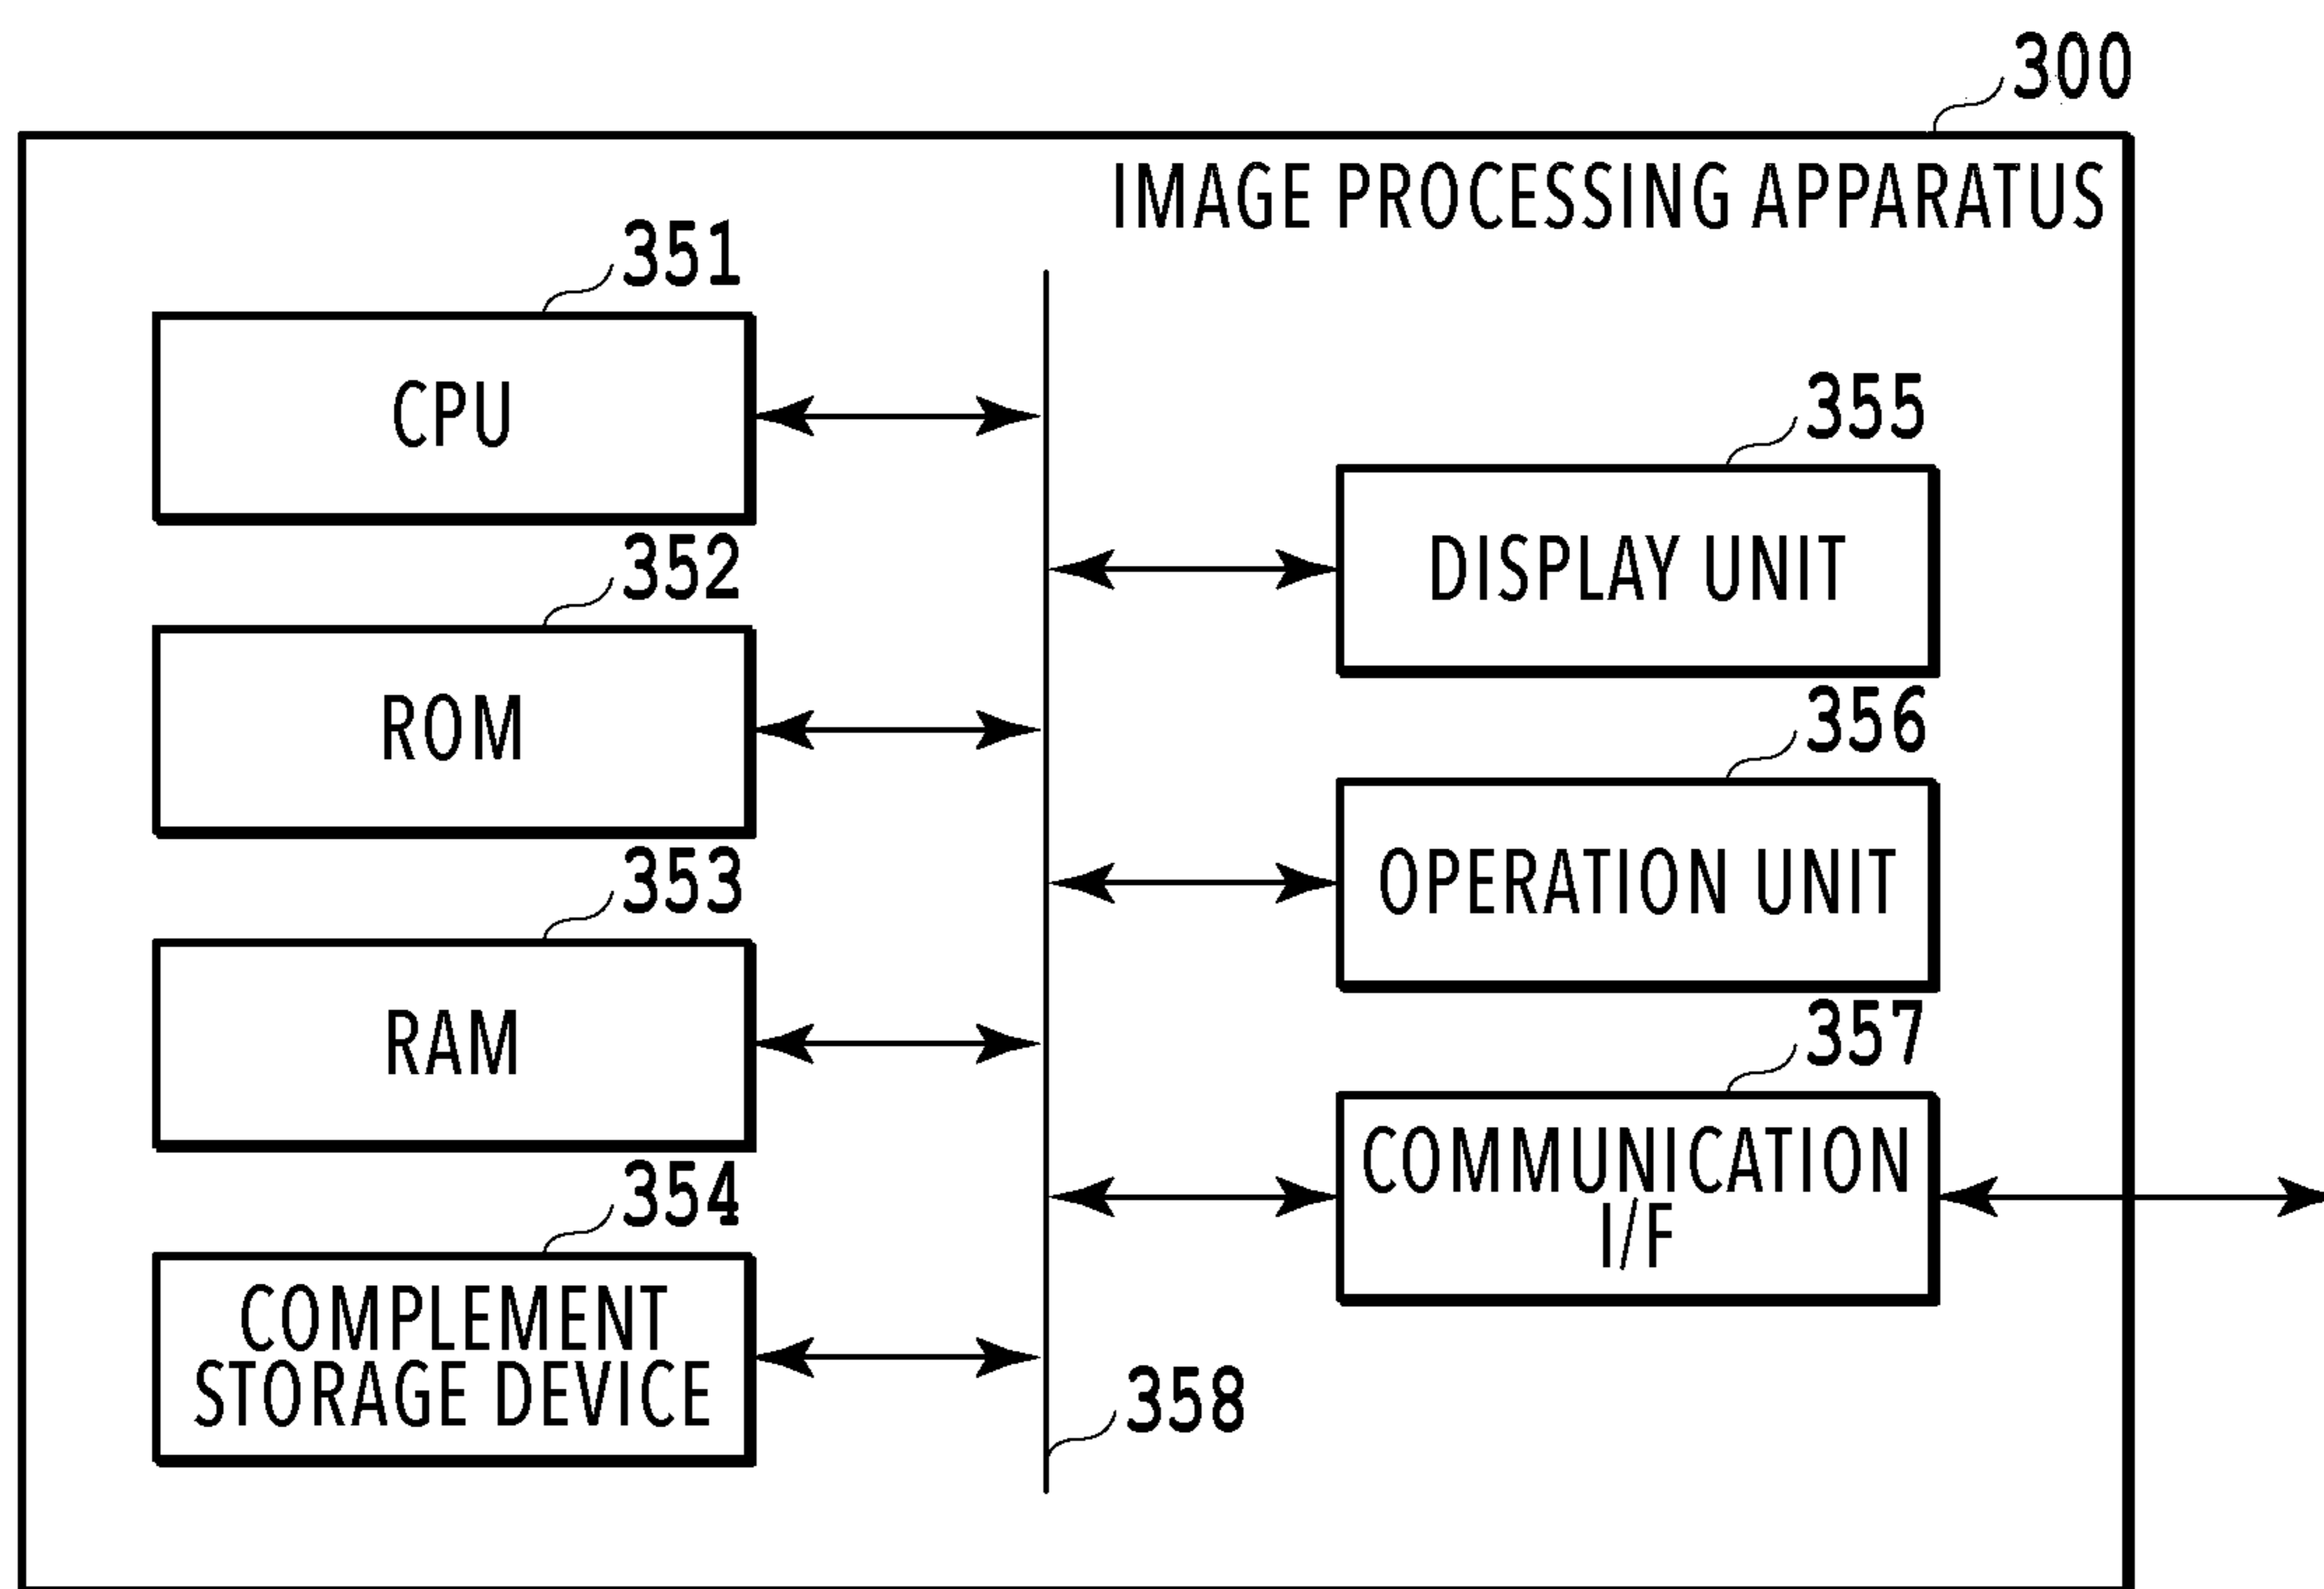 300
IMAGE PROCESSING APPARATUS
351
CPU
352
ROM
353
RAM
354
COMPLEMENT
STORAGE DEVICE
355
DISPLAY UNIT
356
OPERATION UNIT
357
COMMUNICATION
I/F
358